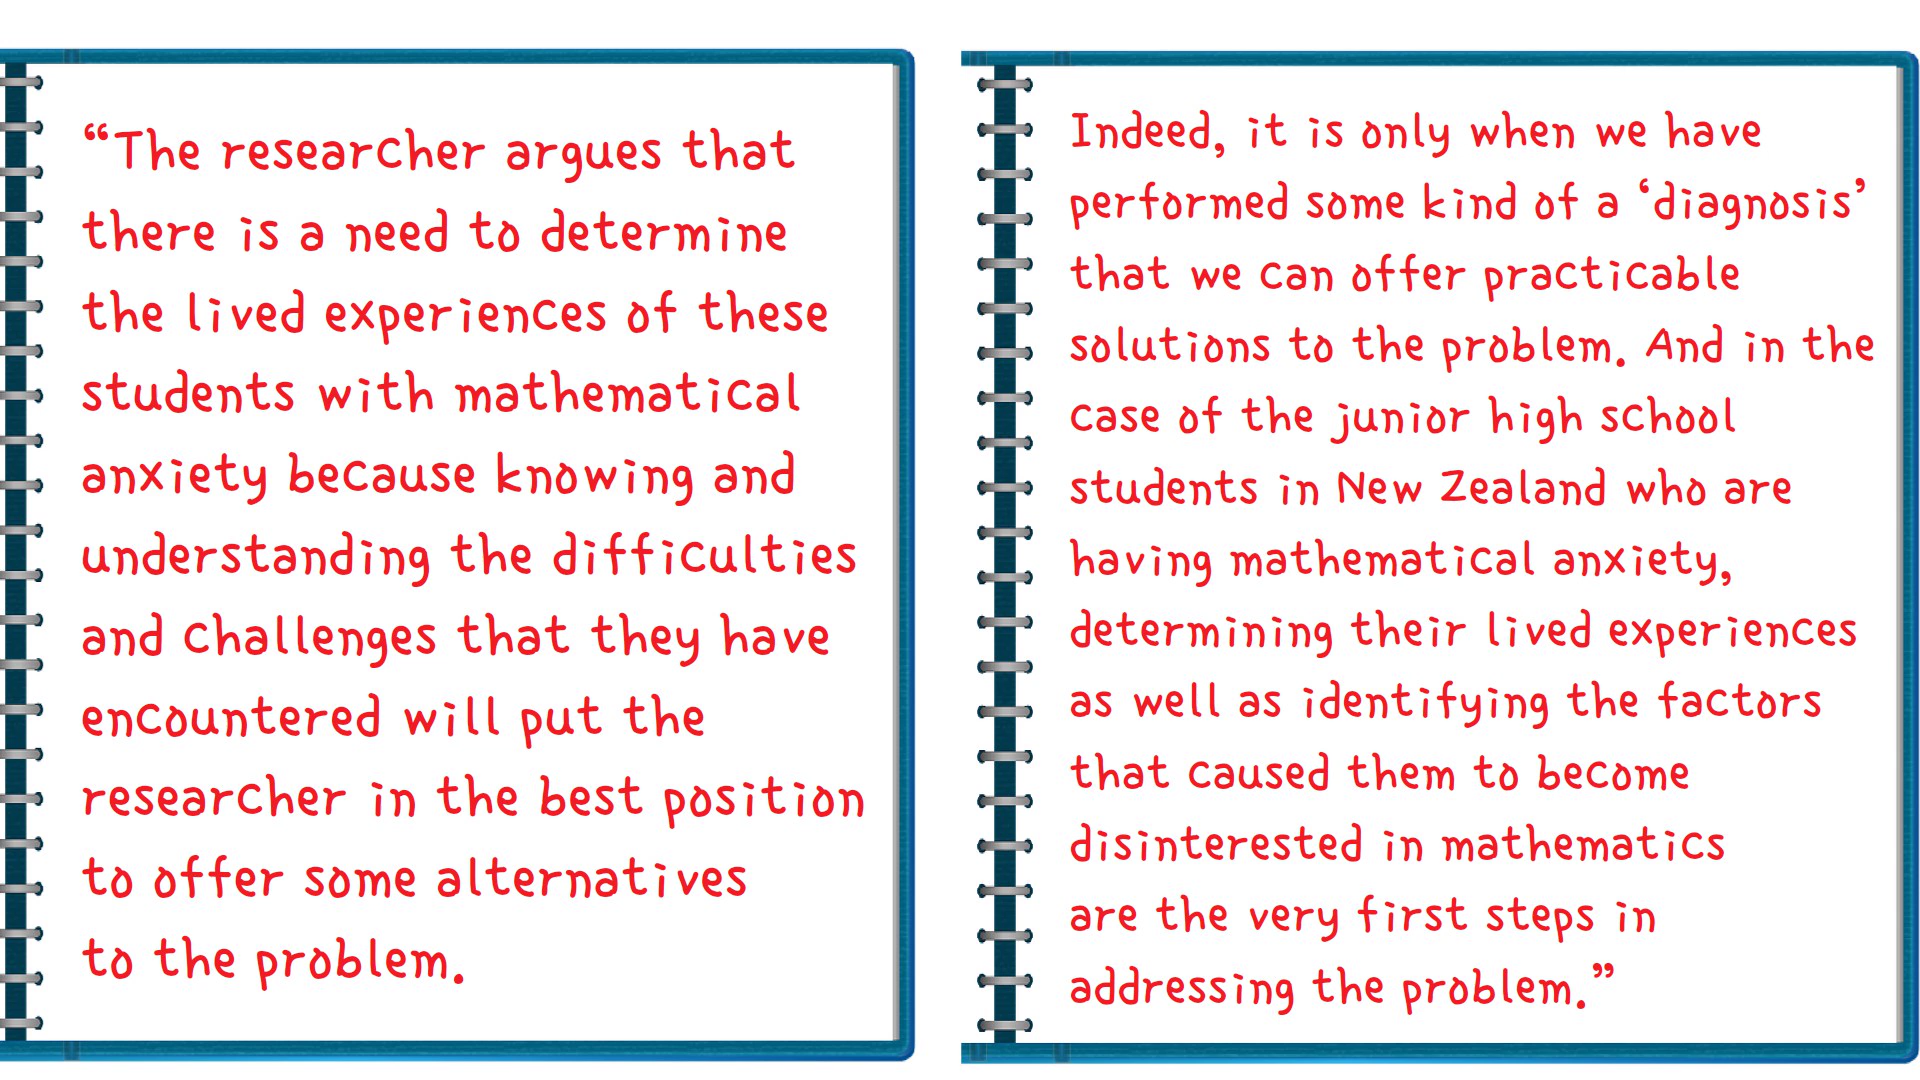 “The researcher argues that
there is a need to determine
the lived experiences of these
students with mathematical
anxiety because knowing and
understanding the difficulties
and challenges that they have
encountered will put the
researcher in the best position
to offer some alternatives
to the problem.
Indeed, it is only when we have
performed some kind of a ‘diagnosis’
that we can offer practicable
solutions to the problem. And in the
case of the junior high school
students in New Zealand who are
having mathematical anxiety,
determining their lived experiences
as well as identifying the factors
that caused them to become
disinterested in mathematics
are the very first steps in
addressing the problem.”